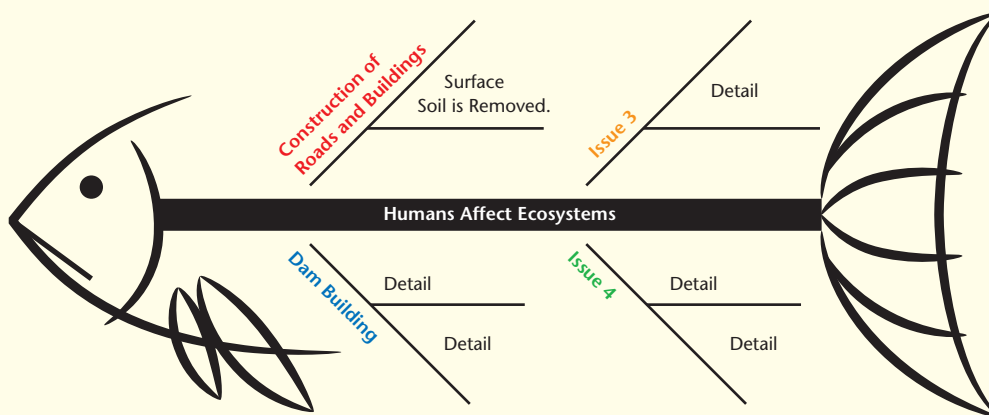 Construction of
Roads and Buildings
Surface
Soil is Removed.
Issue 3
Detail
Humans Affect Ecosystems
Dam Building
Detail
Detail
Issue 4
Detail
Detail